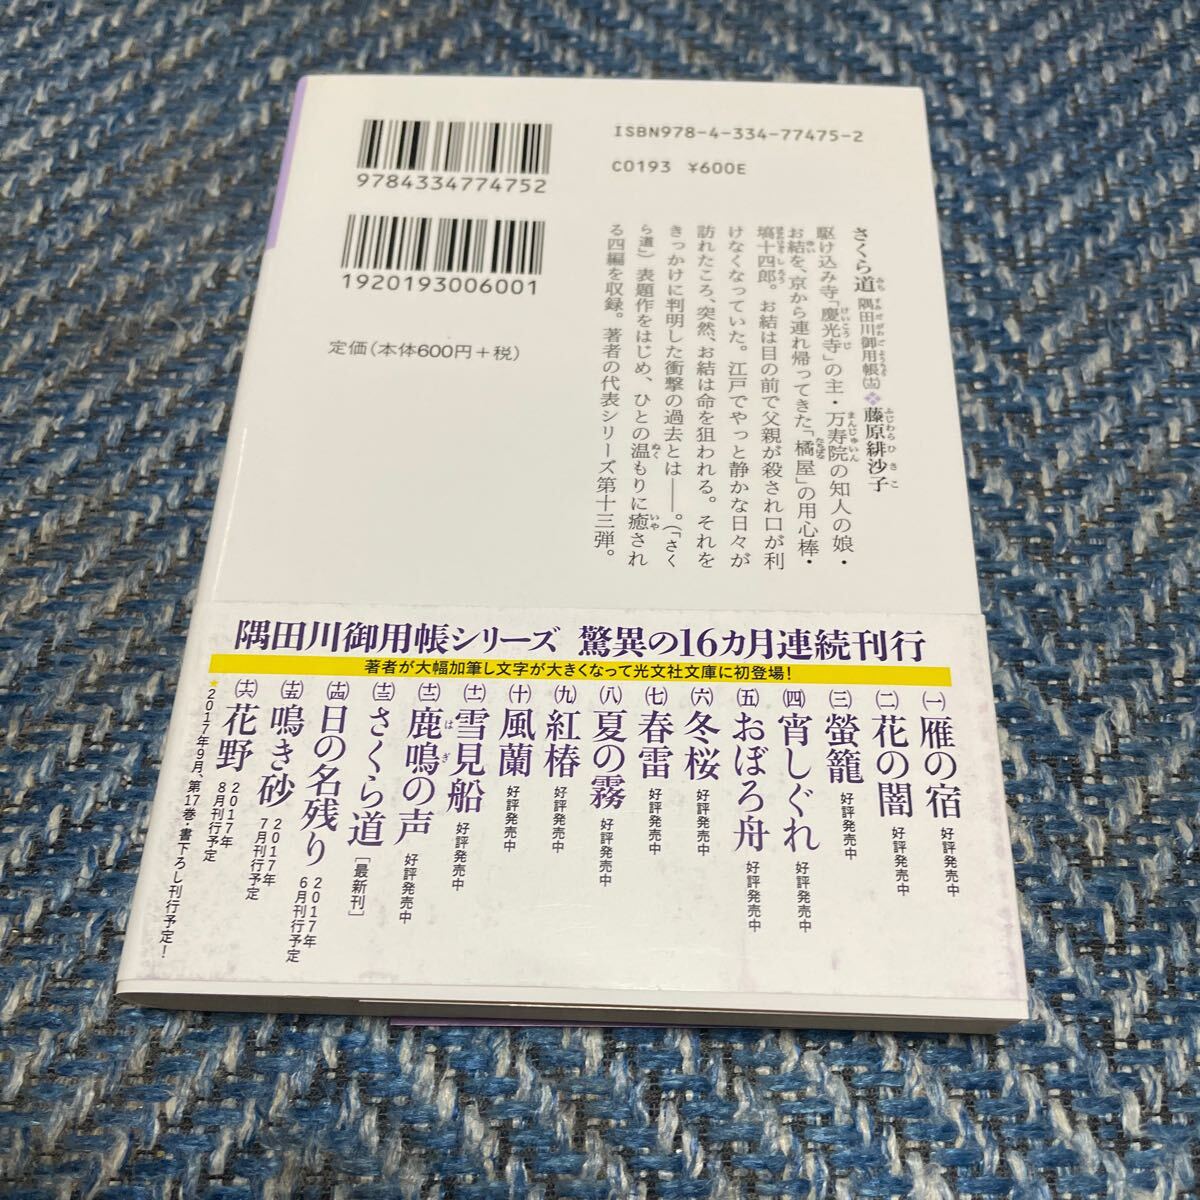 ISBN978-4-334-77475-2
C0193 ¥600E
9784334774752
1920193006001
定価(本体600円+税)
さくら道 隅田川御用帳(十三) 藤原緋沙子
駆け込み寺「慶光寺」の主・万寿院の知人の娘・
お結を、京から連れ帰ってきた「橘屋」の用心棒・
塙十四郎。お結は目の前で父親が殺され口が利
けなくなっていた。江戸でやっと静かな日々が
訪れたころ、突然、お結は命を狙われる。それを
きっかけに判明した衝撃の過去とは——。(「さく
ら道」) 表題作をはじめ、ひとの温もりに癒され
る四編を収録。著者の代表シリーズ第十三弾。
隅田川御用帳シリーズ 驚異の16カ月連続刊行
著者が大幅加筆し文字が大きくなって光文社文庫に初登場!
(一)雁の宿 好評発売中
(二)花の闇 好評発売中
(三)螢籠 好評発売中
(四)宵しぐれ 好評発売中
(五)おぼろ舟 好評発売中
(六)冬桜 好評発売中
(七)春雷 好評発売中
(八)夏の霧 好評発売中
(九)紅椿 好評発売中
(十)風蘭 好評発売中
(十一)雪見船 好評発売中
(十二)鹿鳴の声 好評発売中
(十三)さくら道 [最新刊]
(十四)日の名残り 2017年6月刊行予定
(十五)鳴き砂 2017年7月刊行予定
(十六)花野 2017年8月刊行予定
★2017年9月、第17巻・書下ろし刊行予定!